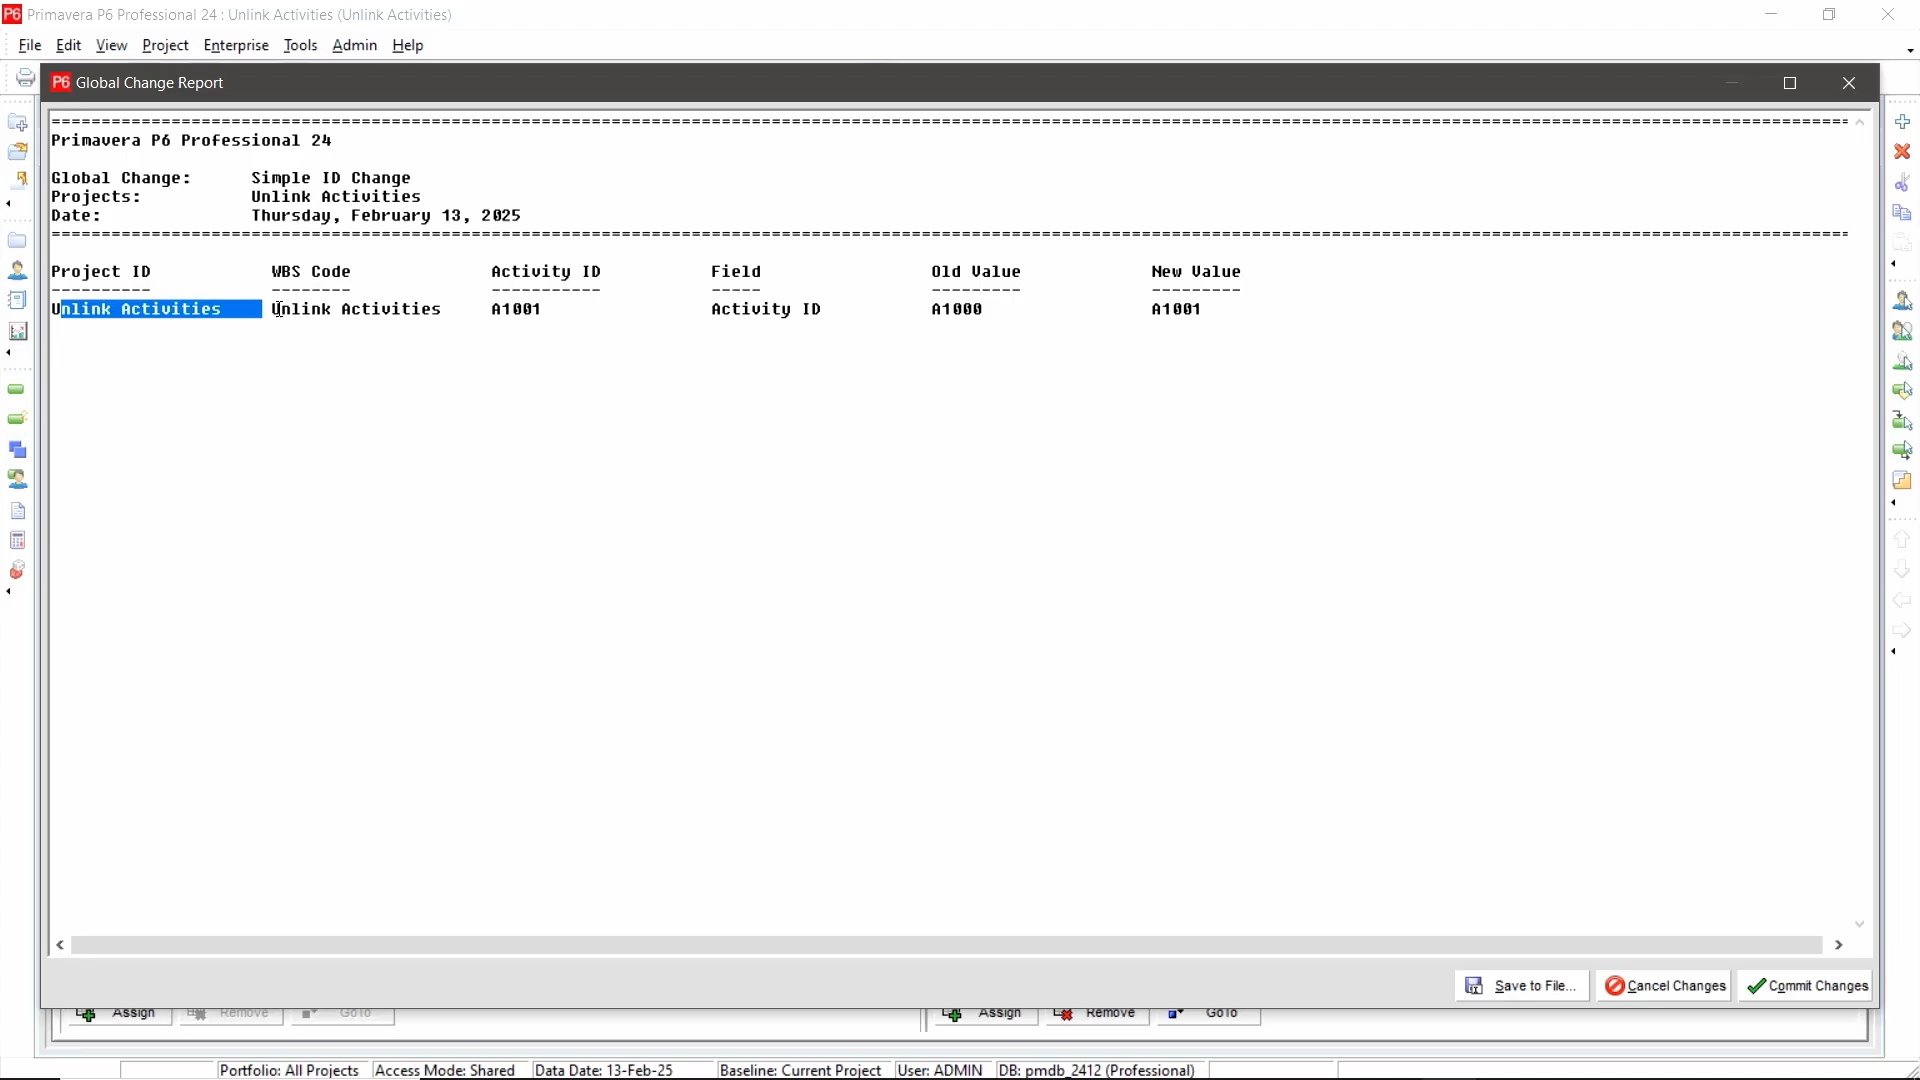 P6 Primavera P6 Professional 24 : Unlink Activities (Unlink Activities)
File Edit View Project Enterprise Tools Admin Help
P6 Global Change Report
Primavera P6 Professional 24
Global Change: Simple ID Change
Projects: Unlink Activities
Date: Thursday, February 13, 2025
Project ID WBS Code Activity ID Field Old Value New Value
Unlink Activities Unlink Activities A1001 Activity ID A1000 A1001
Save to File... Cancel Changes Commit Changes
Assign Remove GoTo Assign Remove GoTo
Portfolio: All Projects Access Mode: Shared Data Date: 13-Feb-25 Baseline: Current Project User: ADMIN DB: pmdb_2412 (Professional)